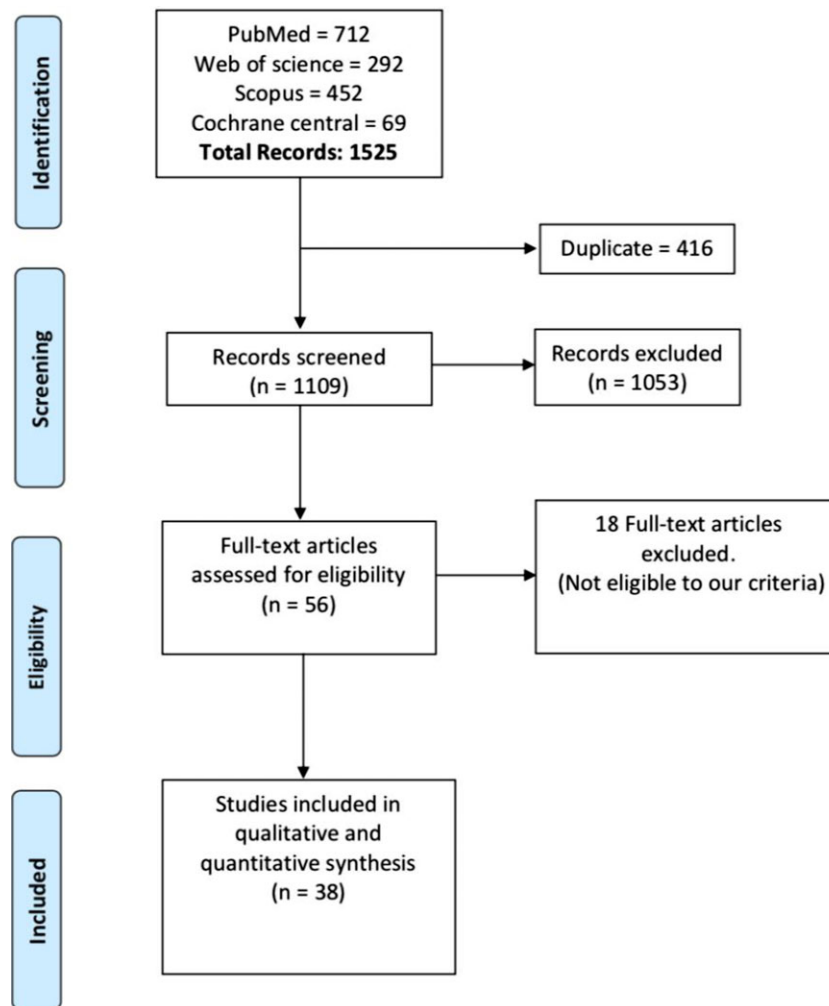 Identification
PubMed = 712
Web of science = 292
Scopus = 452
Cochrane central = 69
Total Records: 1525
Duplicate = 416
Screening
Records screened
(n = 1109)
Records excluded
(n = 1053)
Eligibility
Full-text articles
assessed for eligibility
(n = 56)
18 Full-text articles
excluded.
(Not eligible to our criteria)
Included
Studies included in
qualitative and
quantitative synthesis
(n = 38)